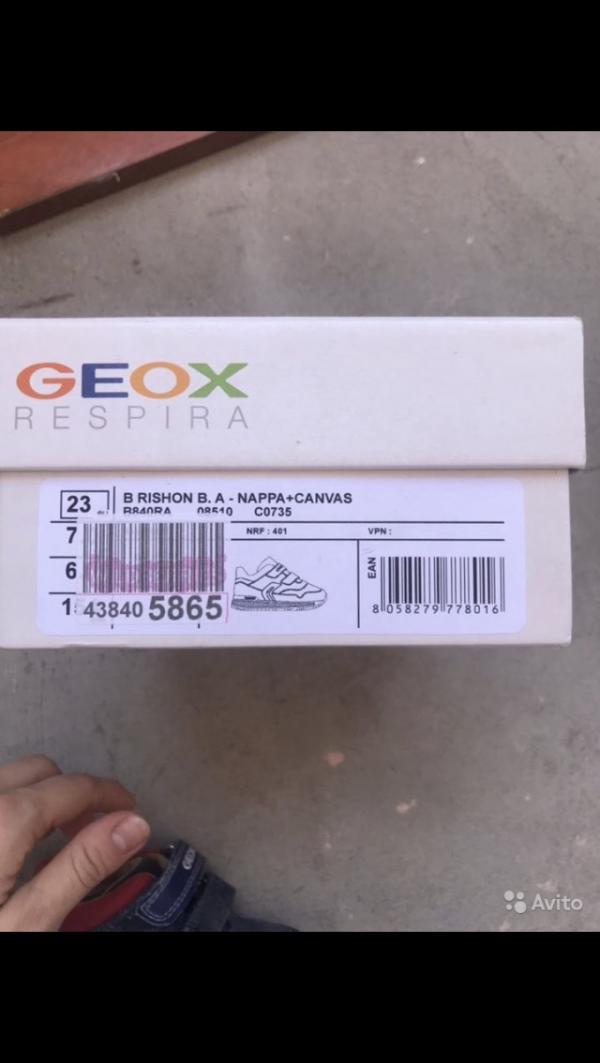 GEOX
RESPIRA
23
B RISHON B. A - NAPPA+CANVAS
B840RA 08510 C0735
7
NRF : 401
VPN :
6
EAN
43840 5865
8 058279 778016
GEOX
Avito